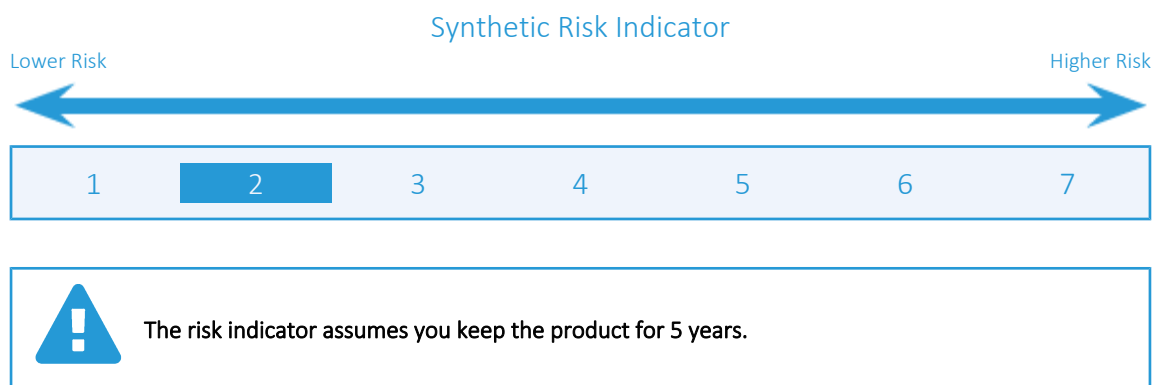 Synthetic Risk Indicator
Lower Risk Higher Risk
1 2 3 4 5 6 7
The risk indicator assumes you keep the product for 5 years.